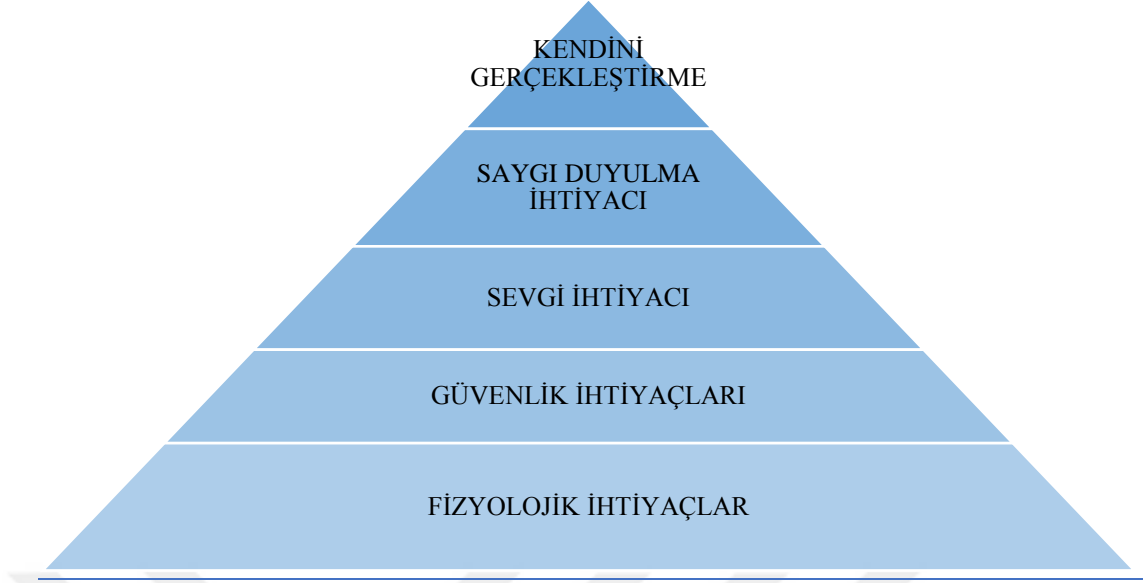 KENDİNİ
GERÇEKLEŞTİRME
SAYGI DUYULMA
İHTİYACI
SEVGİ İHTİYACI
GÜVENLİK İHTİYAÇLARI
FİZYOLOJİK İHTİYAÇLAR